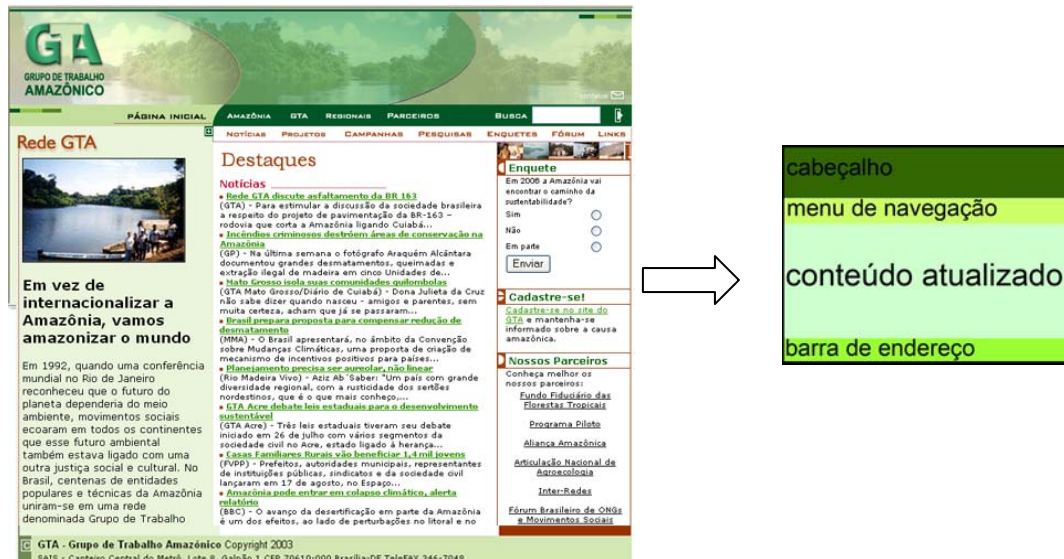 GTA
GRUPO DE TRABALHO
AMAZÔNICO
contato
PÁGINA INICIAL
AMAZÔNIA GTA REGIONAIS PARCEIROS BUSCA
NOTÍCIAS PROJETOS CAMPANHAS PESQUISAS ENQUETES FÓRUM LINKS
Rede GTA
Em vez de
internacionalizar a
Amazônia, vamos
amazonizar o mundo
Em 1992, quando uma conferência
mundial no Rio de Janeiro
reconheceu que o futuro do
planeta dependeria do meio
ambiente, movimentos sociais
ecoaram em todos os continentes
que esse futuro ambiental
também estava ligado com uma
outra justiça social e cultural. No
Brasil, centenas de entidades
populares e técnicas da Amazônia
uniram-se em uma rede
denominada Grupo de Trabalho
Destaques
Notícias
Rede GTA discute asfaltamento da BR 163
(GTA) - Para estimular a discussão da sociedade brasileira
a respeito do projeto de pavimentação da BR-163 –
rodovia que corta a Amazônia ligando Cuiabá...
Incêndios criminosos destróem áreas de conservação na
Amazônia
(GP) - Na última semana o fotógrafo Araquém Alcântara
documentou grandes desmatamentos, queimadas e
extração ilegal de madeira em cinco Unidades de...
Mato Grosso isola suas comunidades quilombolas
(GTA Mato Grosso/Diário de Cuiabá) - Dona Julieta da Cruz
não sabe dizer quando nasceu - amigos e parentes, sem
muita certeza, acham que já se passaram...
Brasil prepara proposta para compensar redução de
desmatamento
(MMA) - O Brasil apresentará, no âmbito da Convenção
sobre Mudanças Climáticas, uma proposta de criação de
mecanismo de incentivos positivos para países...
Planejamento precisa ser aureolar, não linear
(Rio Madeira Vivo) - Aziz Ab´Saber: "Um país com grande
diversidade regional, com a rusticidade dos sertões
nordestinos, que é o que mais conheço,...
GTA Acre debate leis estaduais para o desenvolvimento
sustentável
(GTA Acre) - Três leis estaduais tiveram seu debate
iniciado em 26 de julho com vários segmentos da
sociedade civil no Acre, estado ligado à herança...
Casas Familiares Rurais vão beneficiar 1,4 mil jovens
(FVPP) - Prefeitos, autoridades municipais, representantes
de instituições públicas, sindicatos e da sociedade civil
lançaram em 17 de agosto, no Espaço...
Amazônia pode entrar em colapso climático, alerta
relatório
(BBC) - O avanço da desertificação em parte da Amazônia
é um dos efeitos, ao lado de perturbações no litoral e no
Enquete
Em 2006 a Amazônia vai
encontrar o caminho da
sustentabilidade?
Sim
Não
Em parte
Enviar
Cadastre-se!
Cadastre-se no site do
GTA e mantenha-se
informado sobre a causa
amazônica.
Nossos Parceiros
Conheça melhor os
nossos parceiros:
Fundo Fiduciário das
Florestas Tropicais
Programa Piloto
Aliança Amazônica
Articulação Nacional de
Agroecologia
Inter-Redes
Fórum Brasileiro de ONGs
e Movimentos Sociais
GTA - Grupo de Trabalho Amazônico Copyright 2003
SAIS - Canteiro Central do Metrô, Lote 8, Galpão 1 CEP 70610-000 Brasília-DF TeleFAX 346-7048
cabeçalho
menu de navegação
conteúdo atualizado
barra de endereço